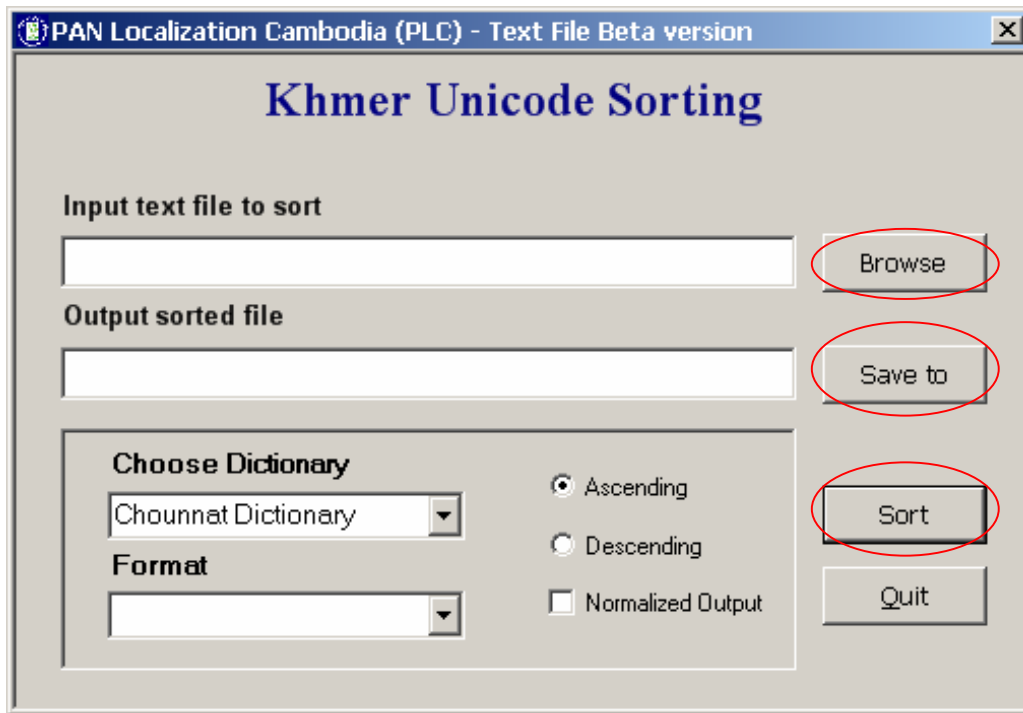 PAN Localization Cambodia (PLC) - Text File Beta version
Khmer Unicode Sorting
Input text file to sort
Browse
Output sorted file
Save to
Choose Dictionary
Chounnat Dictionary
Format
Ascending
Descending
Normalized Output
Sort
Quit